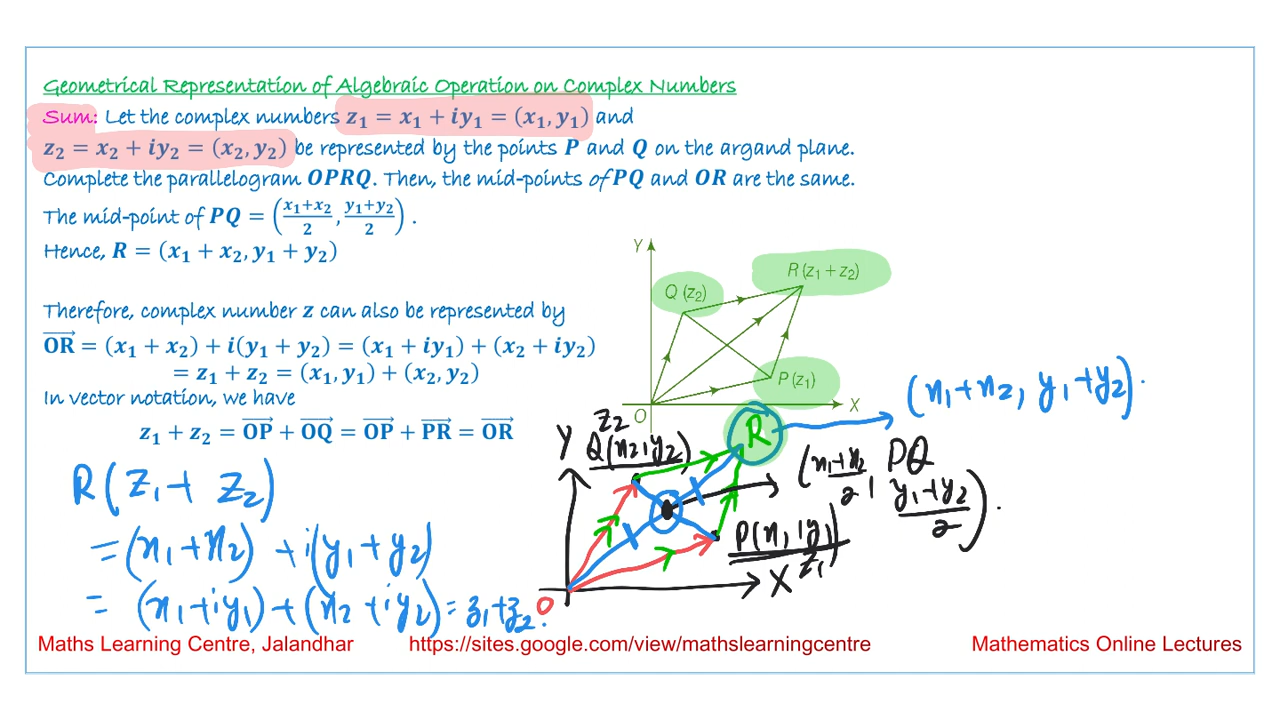 Geometrical Representation of Algebraic Operation on Complex Numbers
Sum: Let the complex numbers z₁ = x₁ + iy₁ = (x₁, y₁) and
z₂ = x₂ + iy₂ = (x₂, y₂) be represented by the points P and Q on the argand plane.
Complete the parallelogram OPRQ. Then, the mid-points of PQ and OR are the same.
The mid-point of PQ = ((x₁+x₂)/2, (y₁+y₂)/2) .
Hence, R = (x₁ + x₂, y₁ + y₂)
Therefore, complex number z can also be represented by
O͞R⃗ = (x₁ + x₂) + i(y₁ + y₂) = (x₁ + iy₁) + (x₂ + iy₂)
= z₁ + z₂ = (x₁, y₁) + (x₂, y₂)
In vector notation, we have
z₁ + z₂ = OP⃗ + OQ⃗ = OP⃗ + PR⃗ = OR⃗
Y
R (z₁ + z₂)
Q (z₂)
P (z₁)
O
X
R(z₁ + z₂)
= (x₁ + x₂) + i(y₁ + y₂)
= (x₁ + iy₁) + (x₂ + iy₂) = z₁ + z₂.
Y
z₂
Q(x₂, y₂)
R
(x₁ + x₂, y₁ + y₂).
PQ
((x₁+x₂)/2, (y₁+y₂)/2).
P(x₁, y₁)
z₁
X
O
Maths Learning Centre, Jalandhar
https://sites.google.com/view/mathslearningcentre
Mathematics Online Lectures